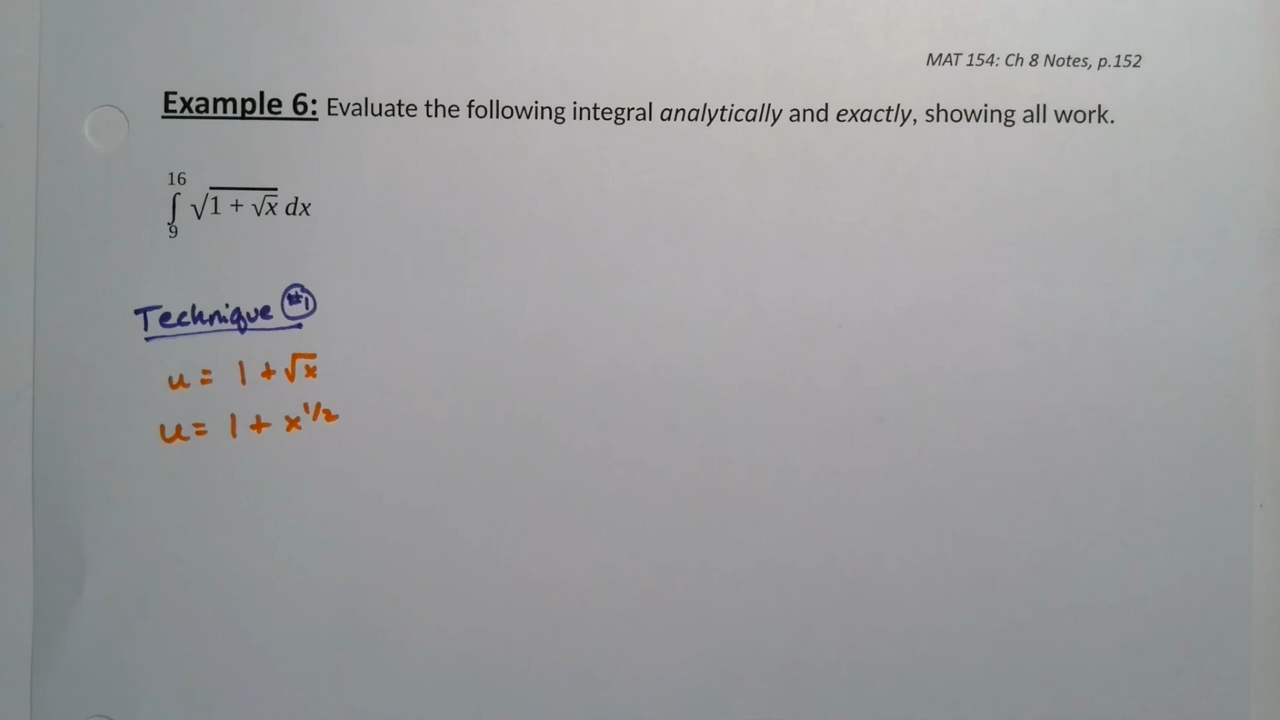 MAT 154: Ch 8 Notes, p.152
Example 6: Evaluate the following integral analytically and exactly, showing all work.
16
∫ √1 + √x dx
9
Technique #1
u = 1 + √x
u = 1 + x^1/2